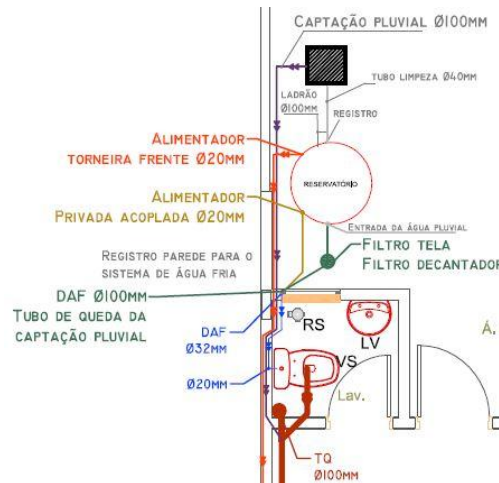 CAPTAÇÃO PLUVIAL Ø100MM
TUBO LIMPEZA Ø40MM
LADRÃO
Ø100MM
REGISTRO
ALIMENTADOR
TORNEIRA FRENTE Ø20MM
RESERVATÓRIO
ALIMENTADOR
PRIVADA ACOPLADA Ø20MM
ENTRADA DA ÁGUA PLUVIAL
FILTRO TELA
FILTRO DECANTADOR
REGISTRO PAREDE PARA O
SISTEMA DE ÁGUA FRIA
DAF Ø100MM
TUBO DE QUEDA DA
CAPTAÇÃO PLUVIAL
DAF
Ø32MM
RS
LV
Á.
VS
Ø20MM
Lav.
TQ
Ø100MM